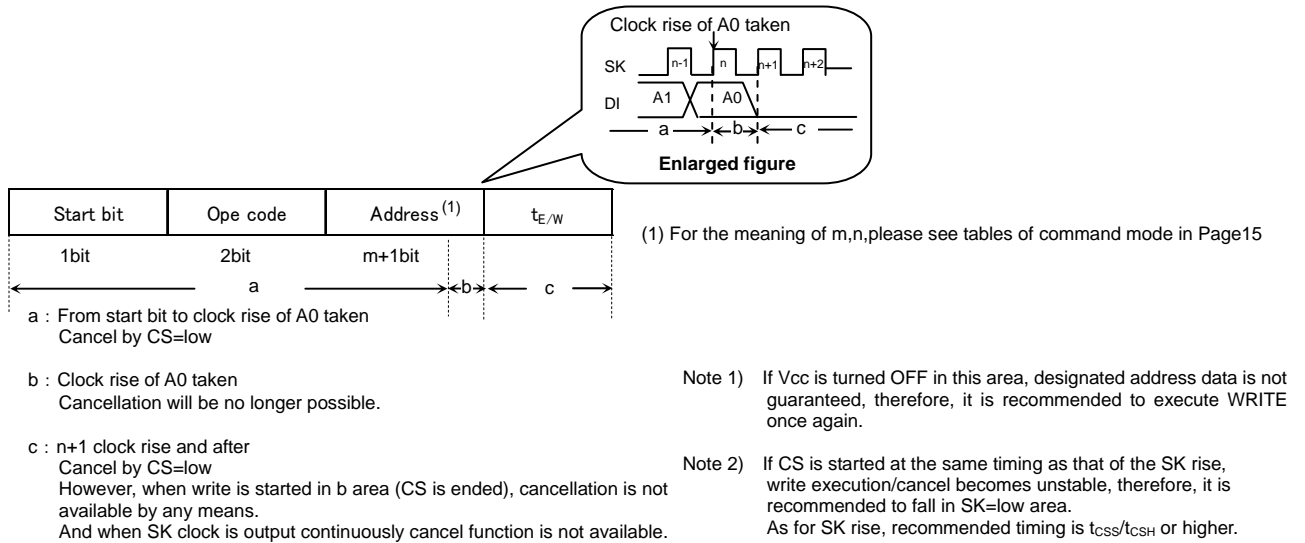 Clock rise of A0 taken
SK n-1 n n+1 n+2
DI A1 A0
a b c
Enlarged figure
Start bit Ope code Address(1) tE/W
1bit 2bit m+1bit
a b c
(1) For the meaning of m,n,please see tables of command mode in Page15
a : From start bit to clock rise of A0 taken
Cancel by CS=low
b : Clock rise of A0 taken
Cancellation will be no longer possible.
c : n+1 clock rise and after
Cancel by CS=low
However, when write is started in b area (CS is ended), cancellation is not
available by any means.
And when SK clock is output continuously cancel function is not available.
Note 1) If Vcc is turned OFF in this area, designated address data is not
guaranteed, therefore, it is recommended to execute WRITE
once again.
Note 2) If CS is started at the same timing as that of the SK rise,
write execution/cancel becomes unstable, therefore, it is
recommended to fall in SK=low area.
As for SK rise, recommended timing is tCSS/tCSH or higher.